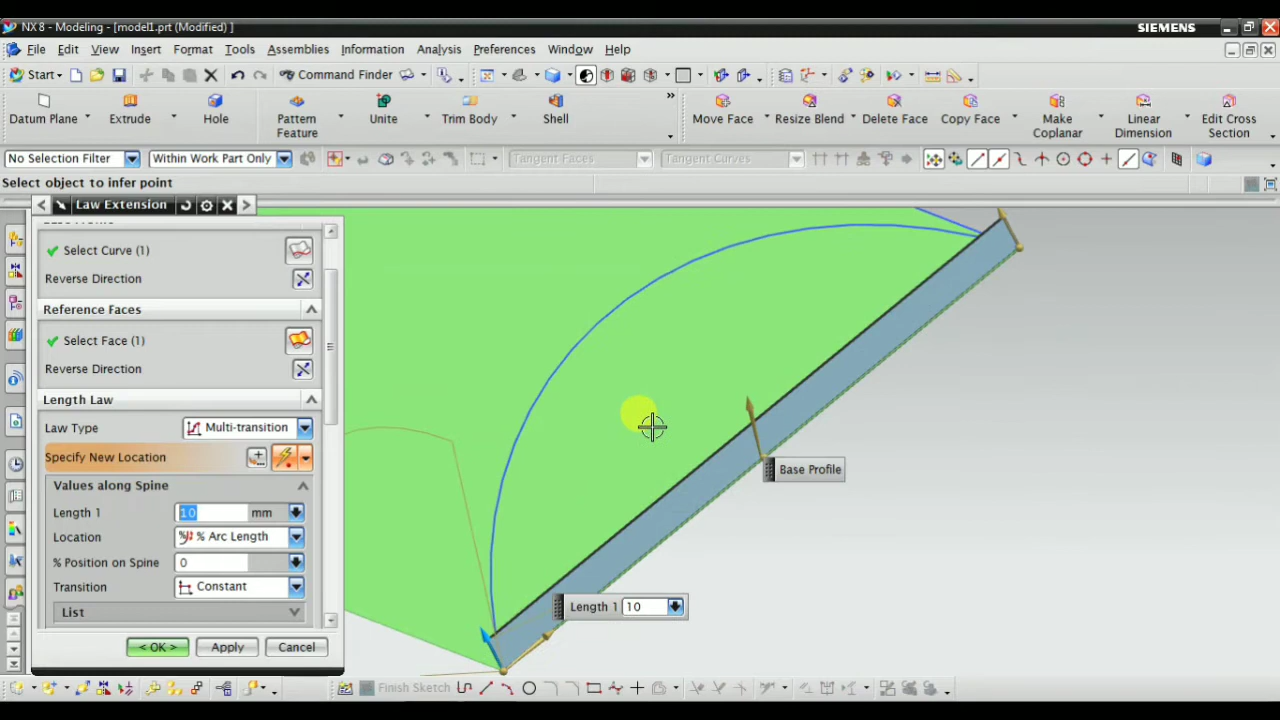 NX 8 - Modeling - [model1.prt (Modified) ]
SIEMENS
File Edit View Insert Format Tools Assemblies Information Analysis Preferences Window Help
Start Command Finder
Datum Plane Extrude Hole Pattern Feature Unite Trim Body Shell Move Face Resize Blend Delete Face Copy Face Make Coplanar Linear Dimension Edit Cross Section
No Selection Filter Within Work Part Only Tangent Faces Tangent Curves
Select object to infer point
Law Extension
Select Curve (1)
Reverse Direction
Reference Faces
Select Face (1)
Reverse Direction
Length Law
Law Type Multi-transition
Specify New Location
Values along Spine
Length 1 10 mm
Location % Arc Length
% Position on Spine 0
Transition Constant
List
< OK > Apply Cancel
Base Profile
Length 1 10
Finish Sketch